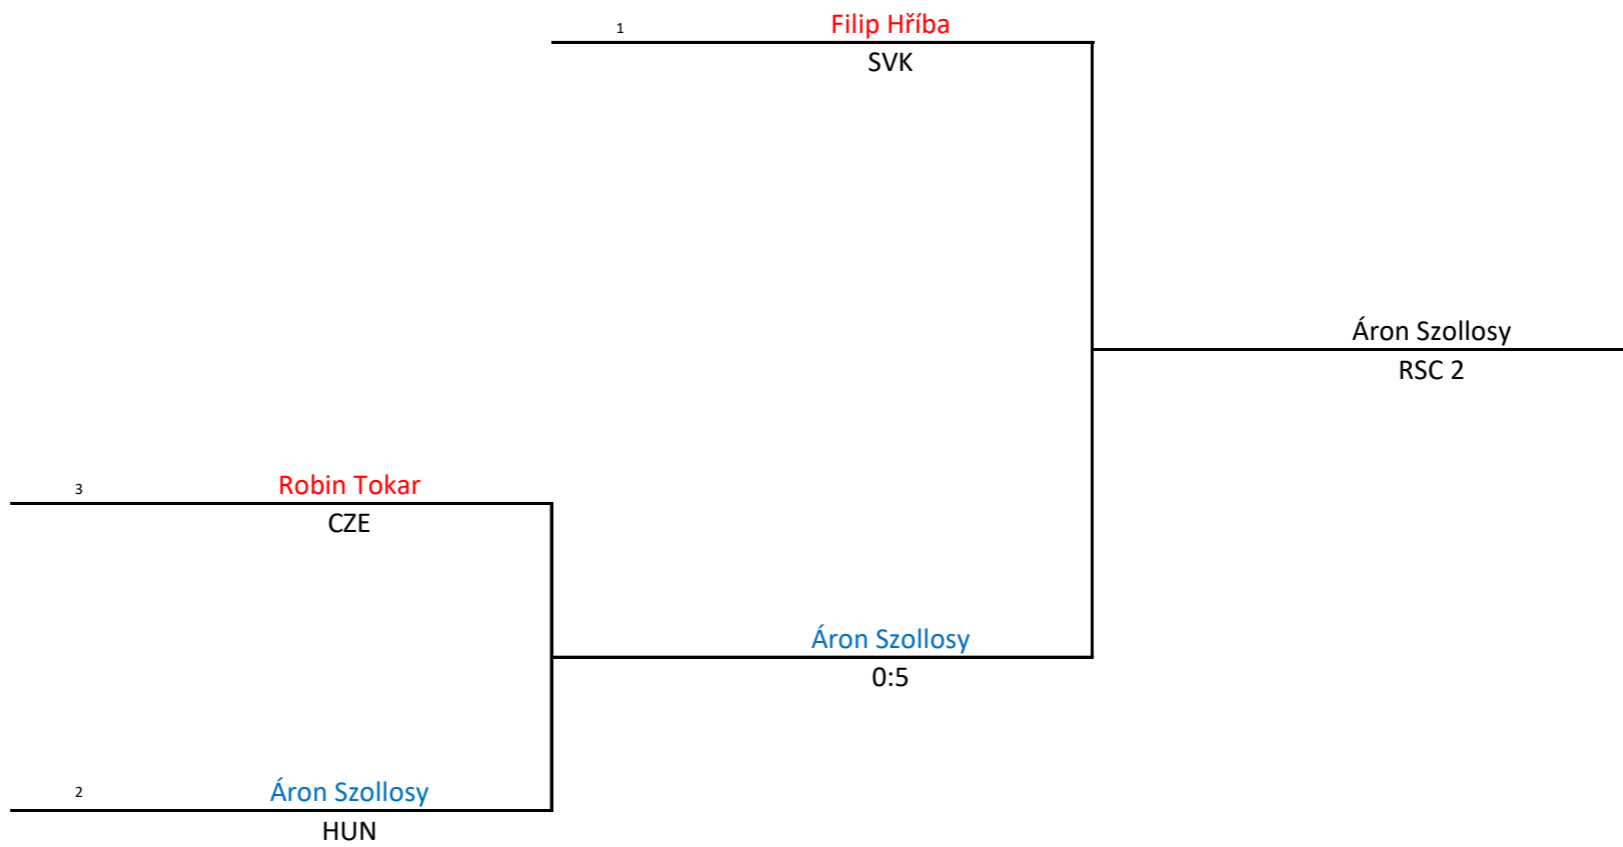 1
Filip Hříba
SVK
Áron Szollosy
RSC 2
3
Robin Tokar
CZE
Áron Szollosy
0:5
2
Áron Szollosy
HUN